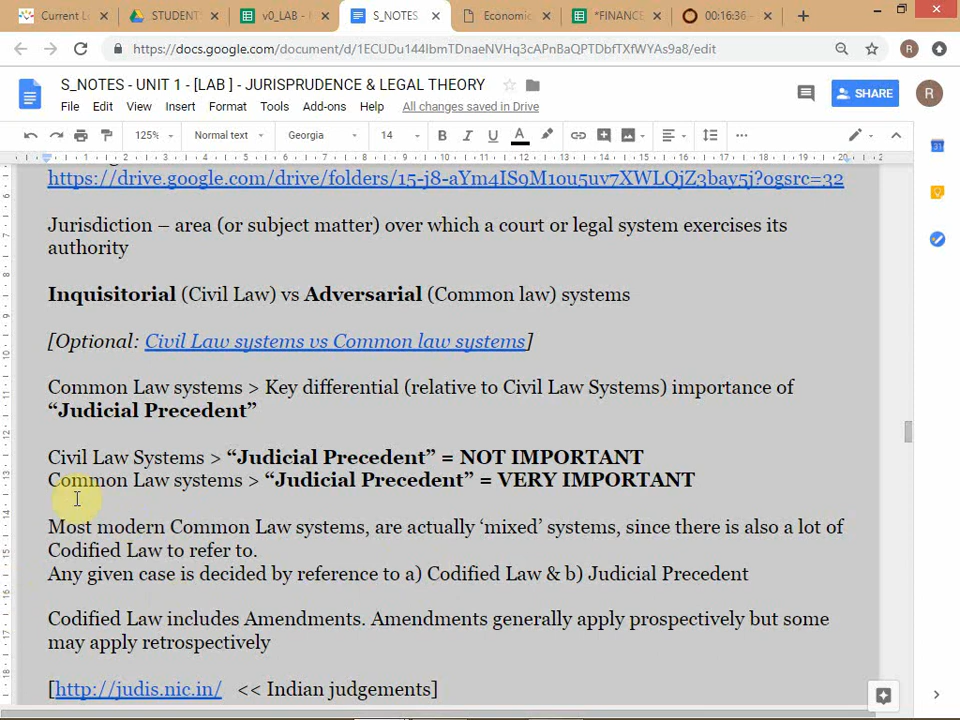 Current L
STUDENT
v0_LAB -
S_NOTES
Economic
*FINANCE
00:16:36
https://docs.google.com/document/d/1ECUDu144IbmTDnaeNVHq3cAPnBaQPTDbfTXfWYAs9a8/edit
R
S_NOTES - UNIT 1 - [LAB ] - JURISPRUDENCE & LEGAL THEORY
SHARE
R
File Edit View Insert Format Tools Add-ons Help All changes saved in Drive
125% Normal text Georgia 14 B I U A
https://drive.google.com/drive/folders/15-j8-aYm4IS9M1ou5uv7XWLQjZ3bay5j?ogsrc=32
Jurisdiction – area (or subject matter) over which a court or legal system exercises its
authority
Inquisitorial (Civil Law) vs Adversarial (Common law) systems
[Optional: Civil Law systems vs Common law systems]
Common Law systems > Key differential (relative to Civil Law Systems) importance of
“Judicial Precedent”
Civil Law Systems > “Judicial Precedent” = NOT IMPORTANT
Common Law systems > “Judicial Precedent” = VERY IMPORTANT
Most modern Common Law systems, are actually ‘mixed’ systems, since there is also a lot of
Codified Law to refer to.
Any given case is decided by reference to a) Codified Law & b) Judicial Precedent
Codified Law includes Amendments. Amendments generally apply prospectively but some
may apply retrospectively
[http://judis.nic.in/ << Indian judgements]